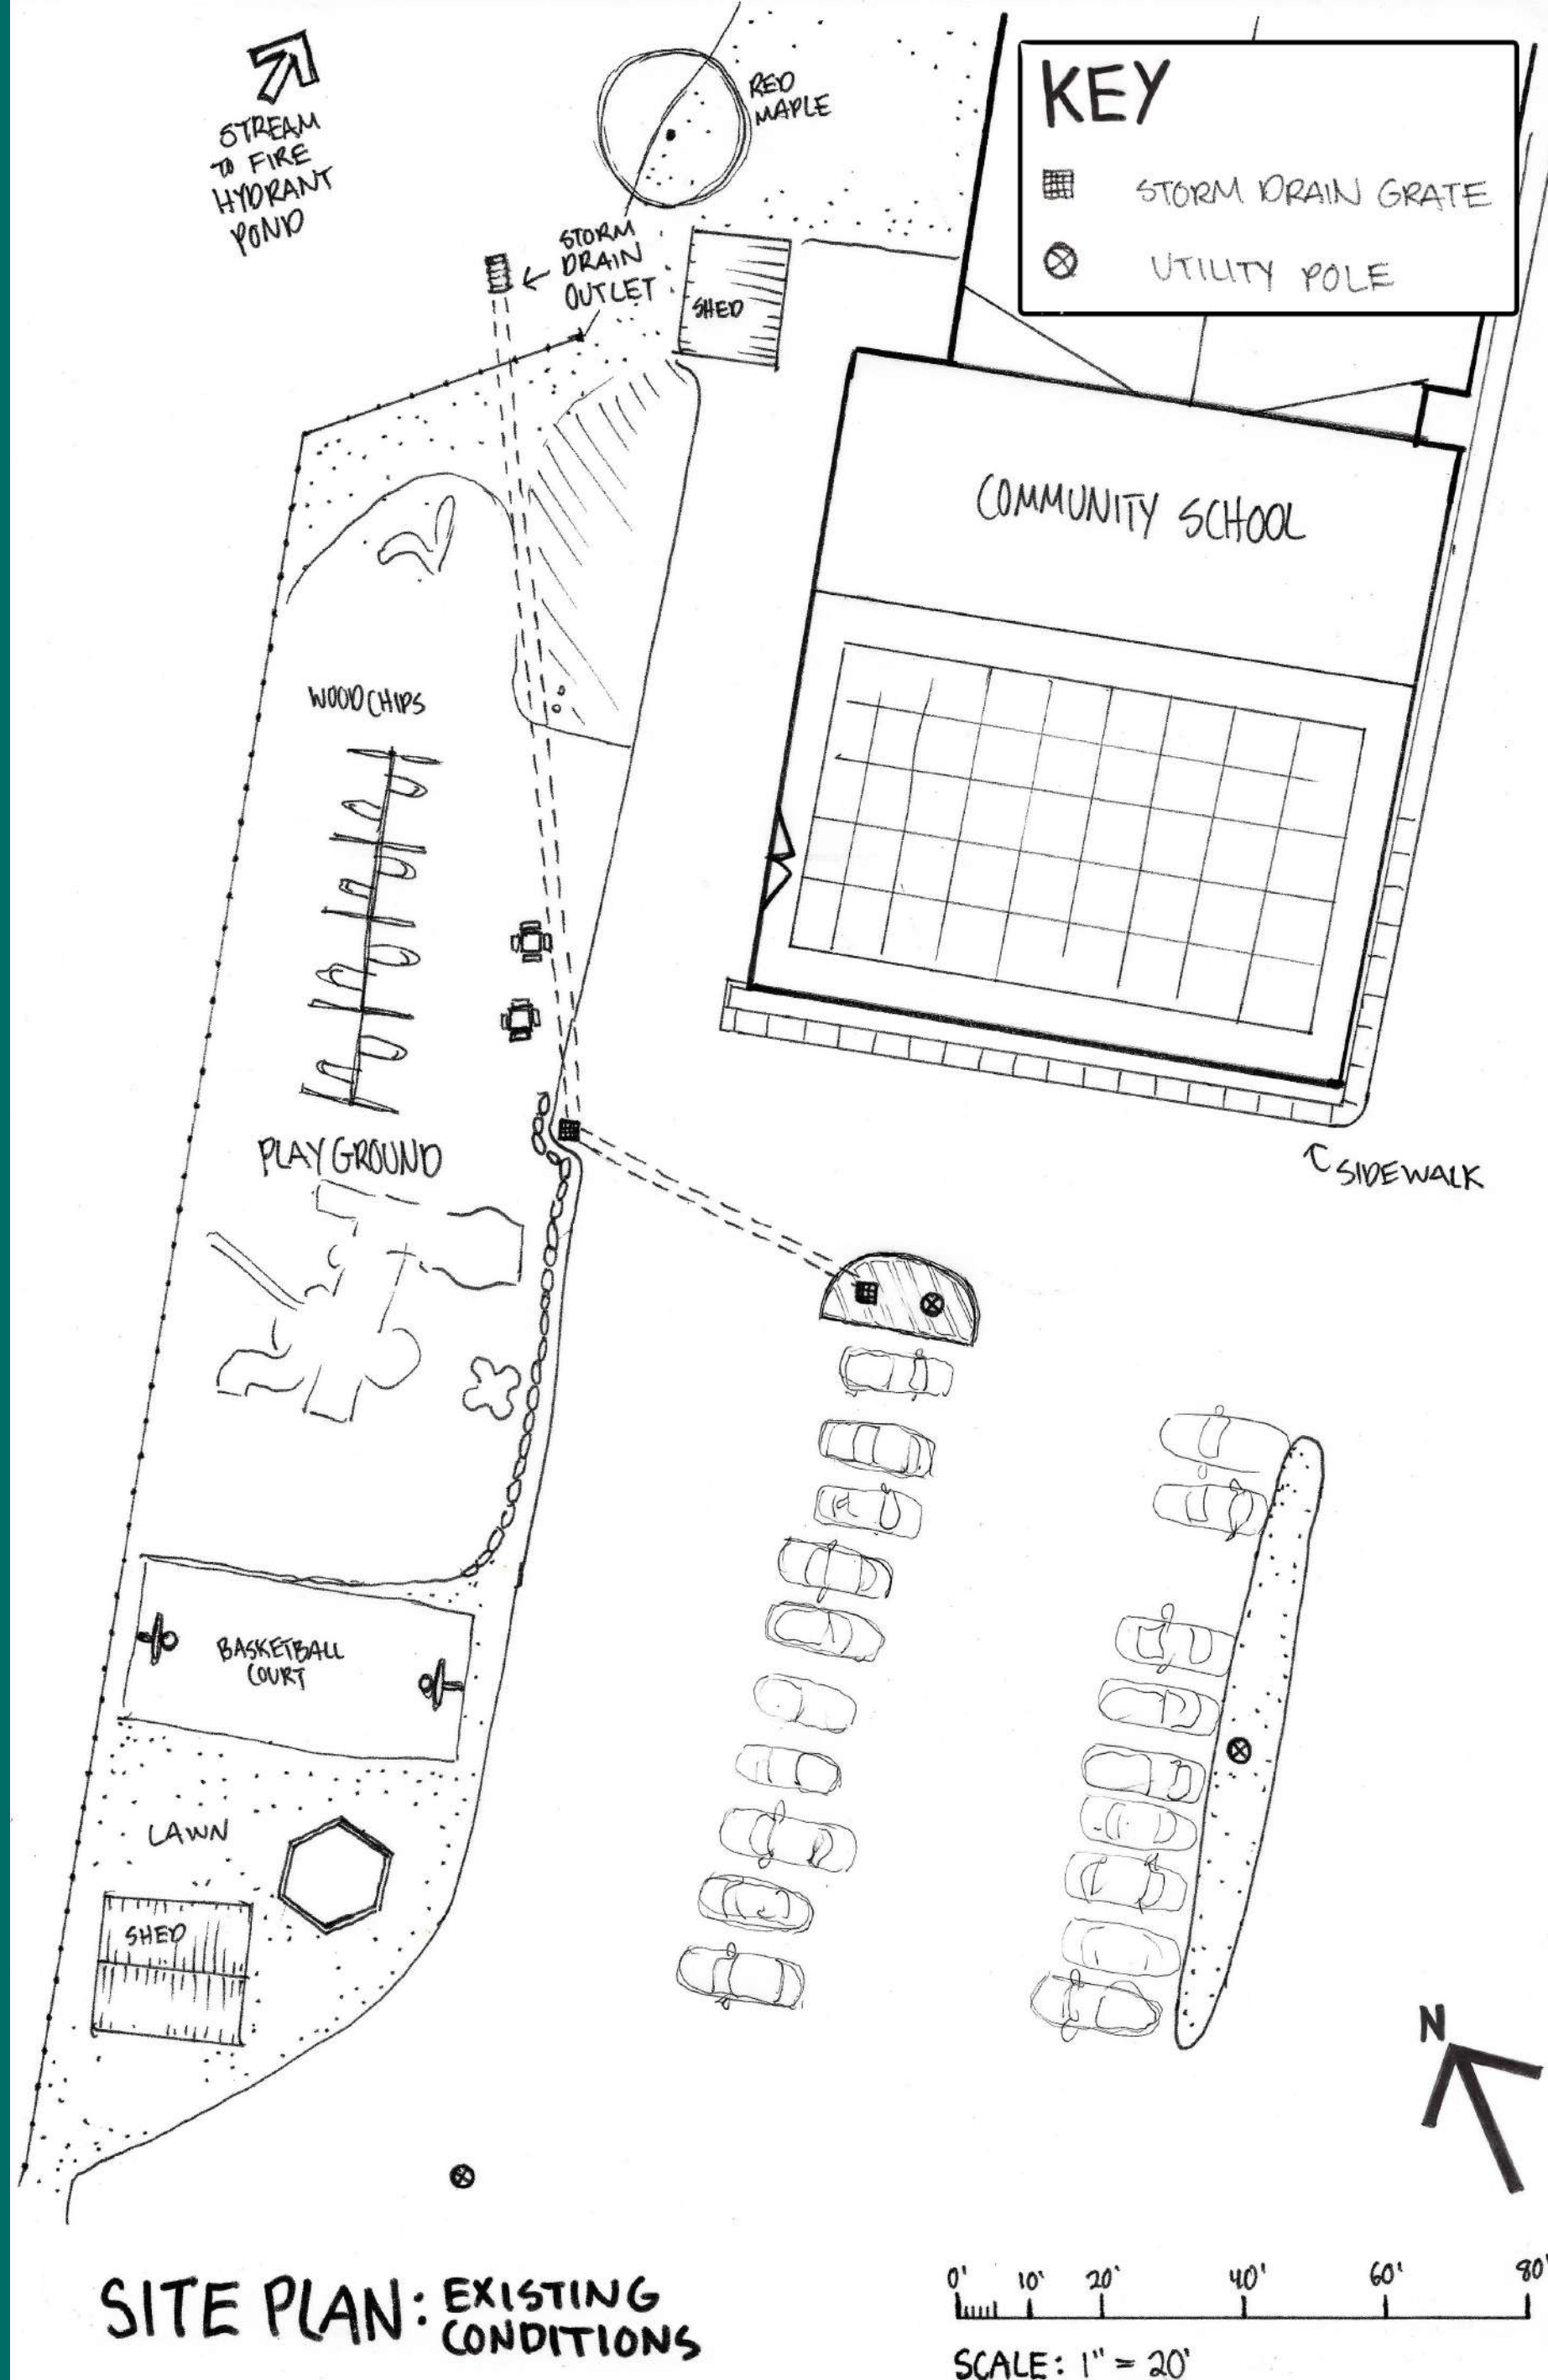 STREAM
TO FIRE
HYDRANT
POND
RED
MAPLE
KEY
STORM DRAIN GRATE
UTILITY POLE
STORM
DRAIN
OUTLET
SHED
COMMUNITY SCHOOL
WOODCHIPS
PLAYGROUND
SIDEWALK
BASKETBALL
COURT
LAWN
SHED
N
SITE PLAN: EXISTING
CONDITIONS
0' 10' 20' 40' 60' 80'
SCALE: 1" = 20'